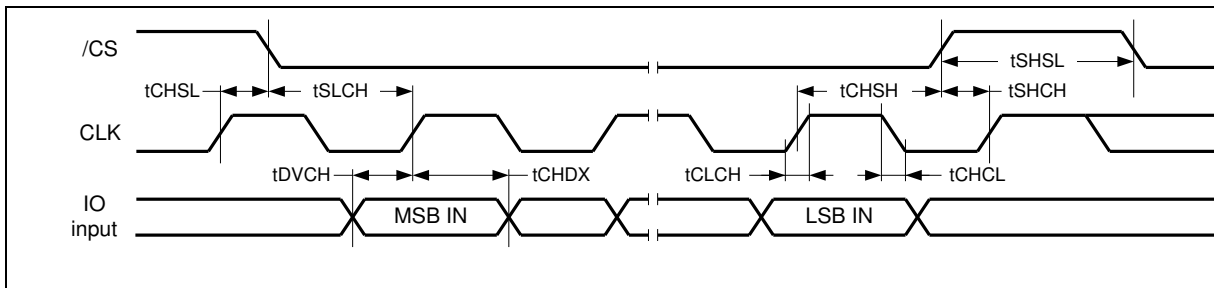 /CS
tSHSL
tCHSL
tSLCH
tCHSH
tSHCH
CLK
tDVCH
tCHDX
tCLCH
tCHCL
IO
input
MSB IN
LSB IN